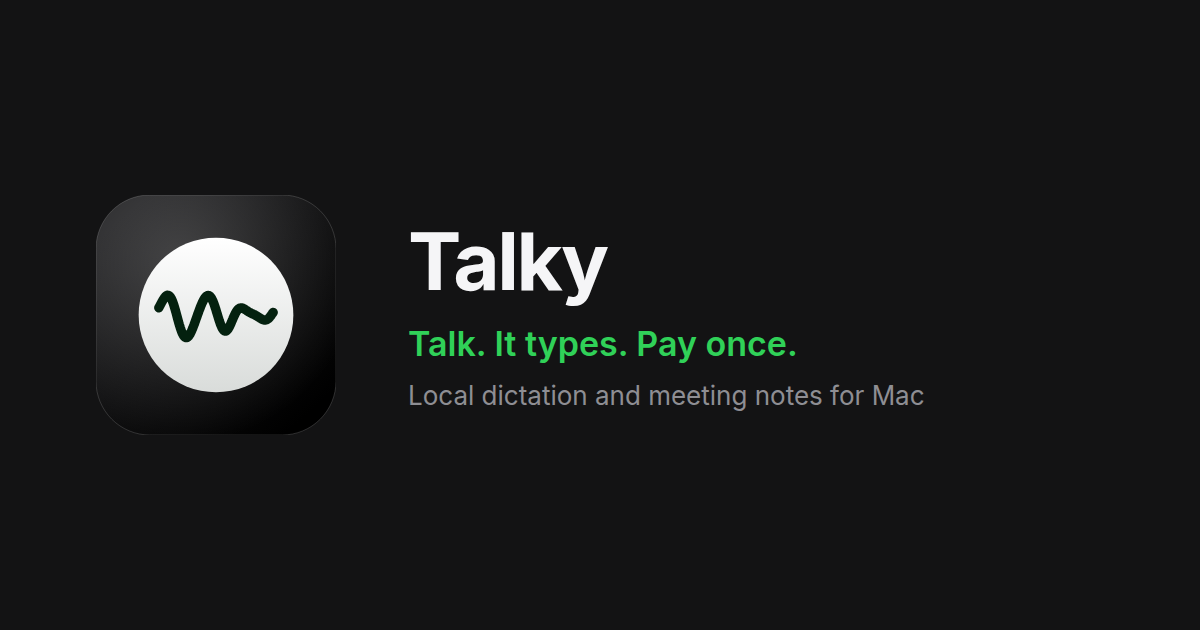 Talky
Talk. It types. Pay once.
Local dictation and meeting notes for Mac